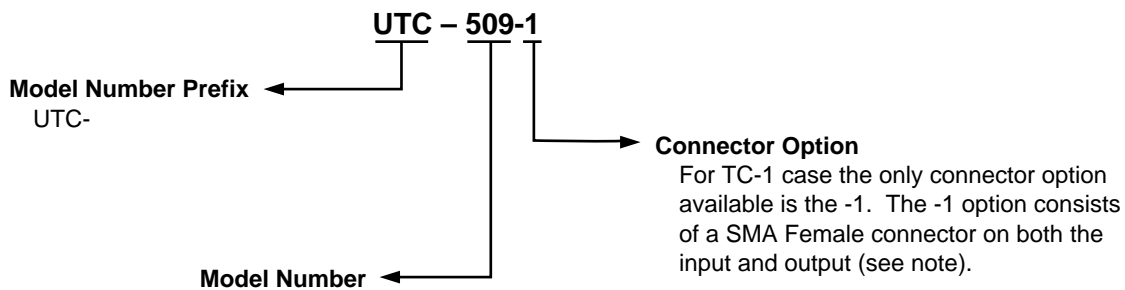 UTC – 509-1
Model Number Prefix
UTC-
Connector Option
For TC-1 case the only connector option
available is the -1.  The -1 option consists
of a SMA Female connector on both the
input and output (see note).
Model Number